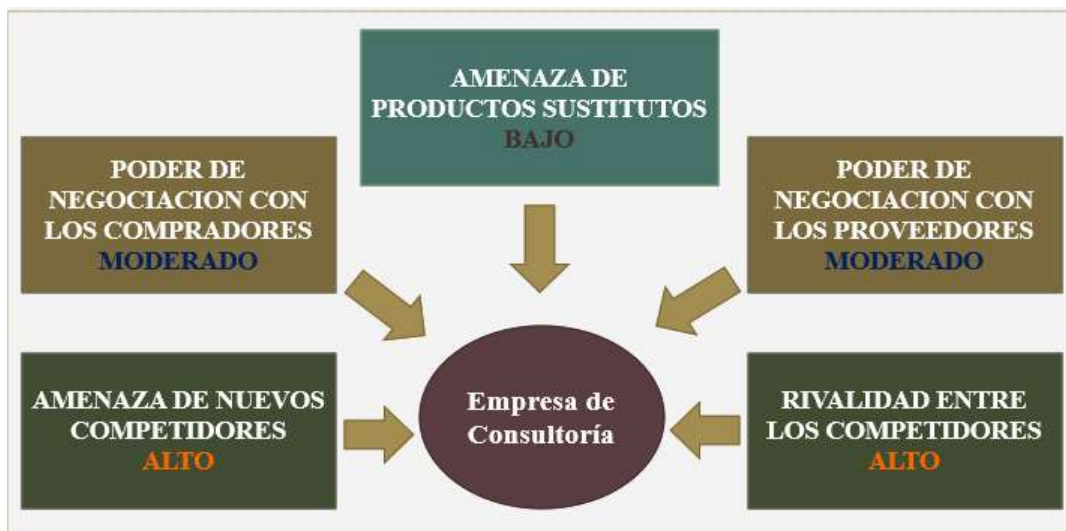 AMENAZA DE
PRODUCTOS SUSTITUTOS
BAJO
PODER DE
NEGOCIACION CON
LOS COMPRADORES
MODERADO
PODER DE
NEGOCIACION CON
LOS PROVEEDORES
MODERADO
AMENAZA DE NUEVOS
COMPETIDORES
ALTO
Empresa de
Consultoría
RIVALIDAD ENTRE
LOS COMPETIDORES
ALTO